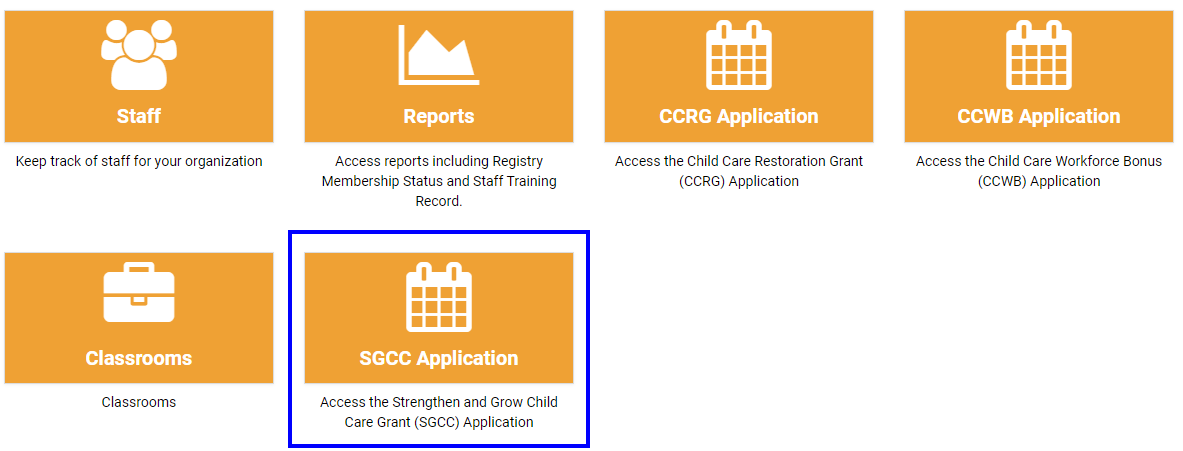 Staff
Keep track of staff for your organization
Reports
Access reports including Registry
Membership Status and Staff Training
Record.
CCRG Application
Access the Child Care Restoration Grant
(CCRG) Application
CCWB Application
Access the Child Care Workforce Bonus
(CCWB) Application
Classrooms
Classrooms
SGCC Application
Access the Strengthen and Grow Child
Care Grant (SGCC) Application